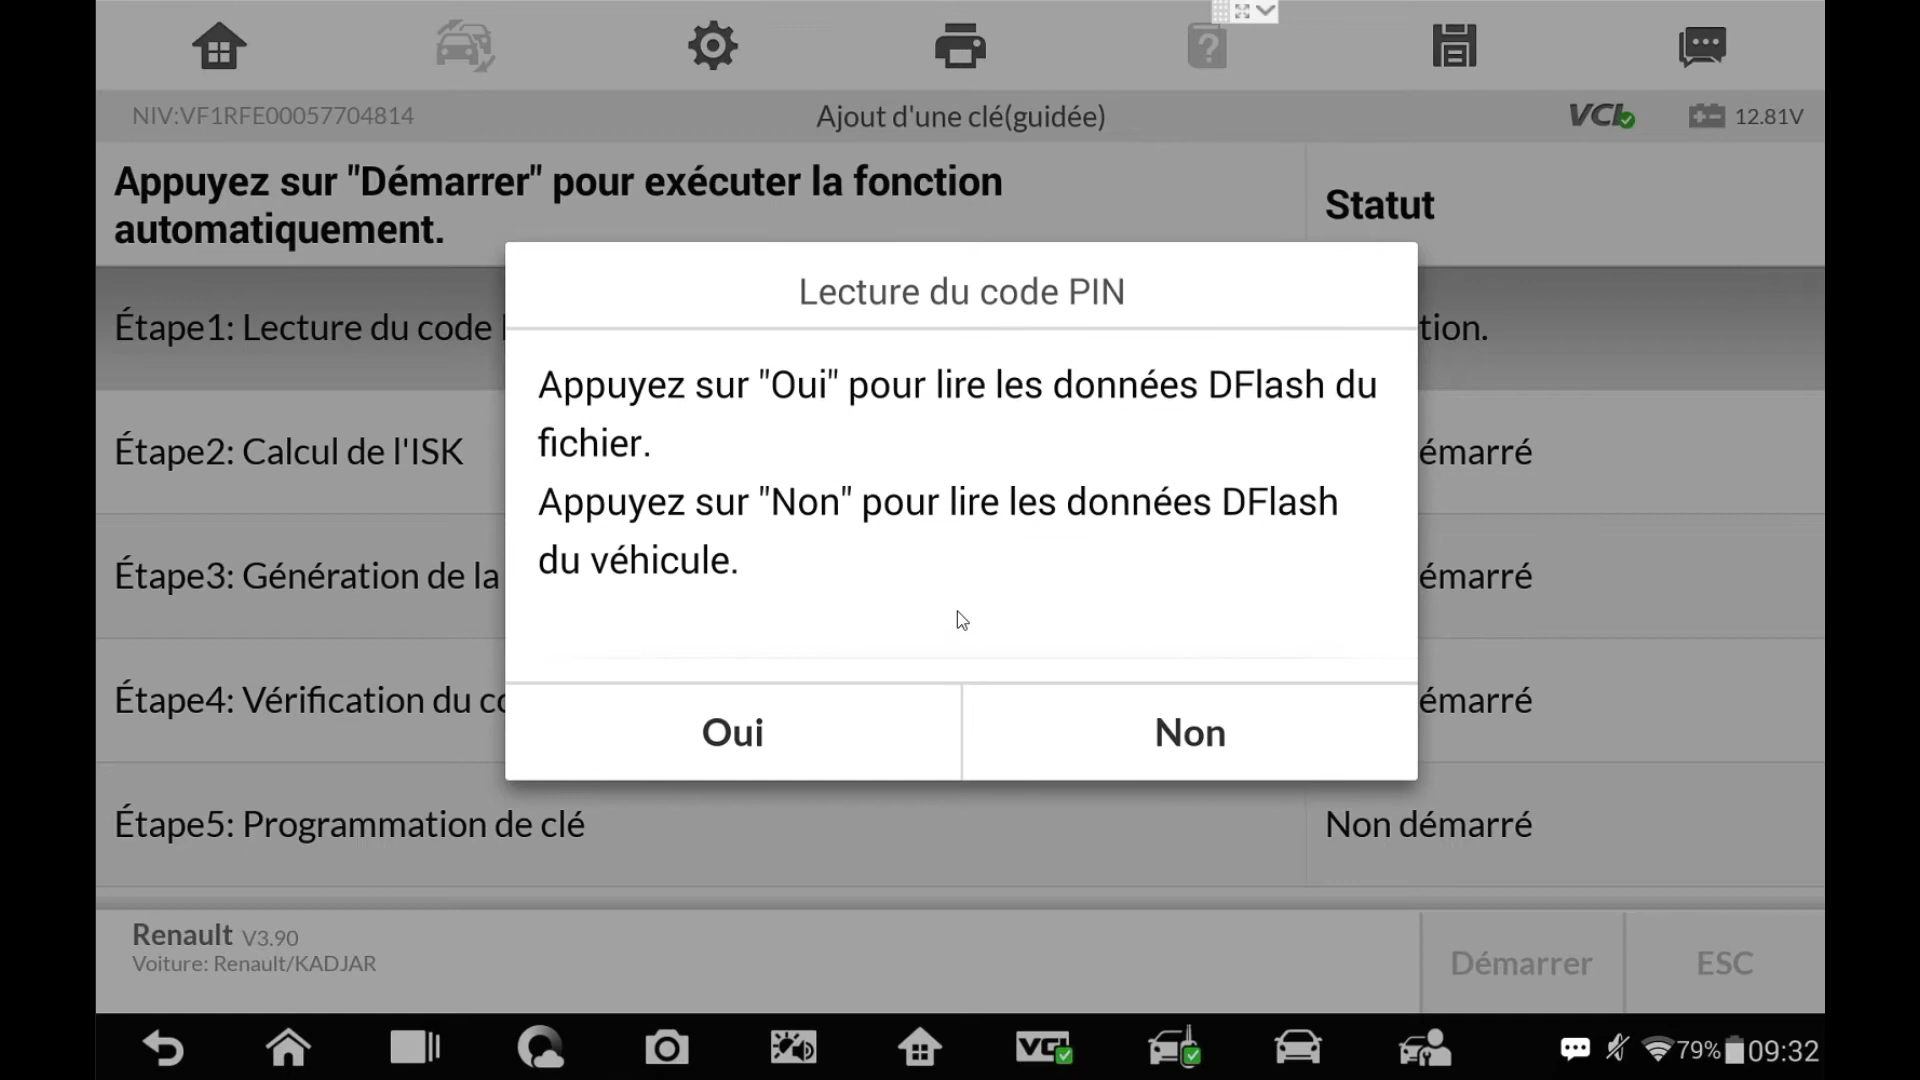 NIV:VF1RFE00057704814
Ajout d'une clé(guidée)
VCI
12.81V
Appuyez sur "Démarrer" pour exécuter la fonction
automatiquement.
Statut
Lecture du code PIN
Étape1: Lecture du code
tion.
Appuyez sur "Oui" pour lire les données DFlash du
fichier.
Étape2: Calcul de l'ISK
émarré
Appuyez sur "Non" pour lire les données DFlash
du véhicule.
Étape3: Génération de la
émarré
Étape4: Vérification du co
émarré
Oui
Non
Étape5: Programmation de clé
Non démarré
Renault V3.90
Voiture: Renault/KADJAR
Démarrer
ESC
VCI
79%
09:32